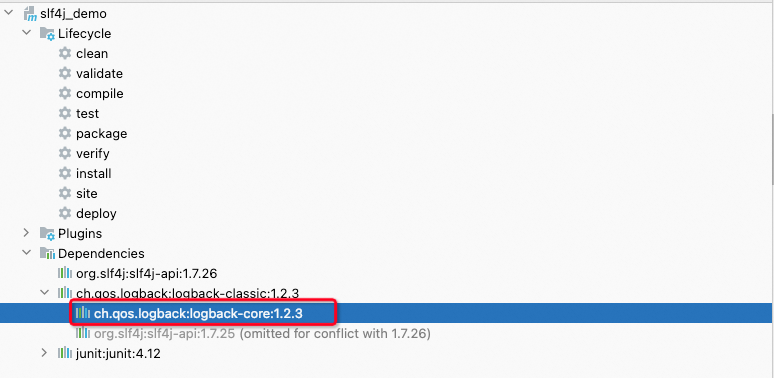 slf4j_demo
Lifecycle
clean
validate
compile
test
package
verify
install
site
deploy
Plugins
Dependencies
org.slf4j:slf4j-api:1.7.26
ch.qos.logback:logback-classic:1.2.3
ch.qos.logback:logback-core:1.2.3
org.slf4j:slf4j-api:1.7.25 (omitted for conflict with 1.7.26)
junit:junit:4.12